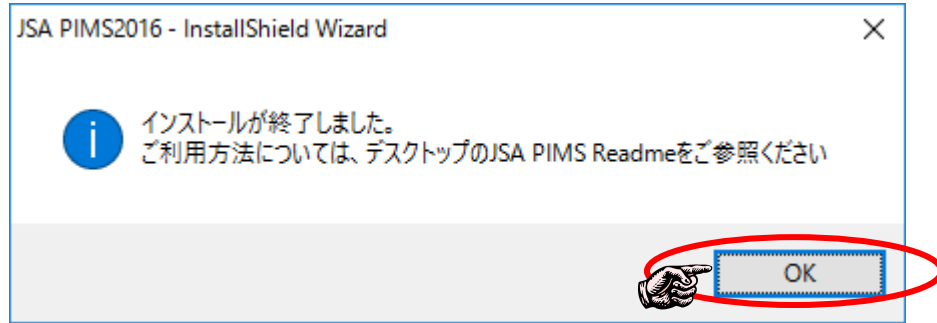 JSA PIMS2016 - InstallShield Wizard
インストールが終了しました。
ご利用方法については、デスクトップのJSA PIMS Readmeをご参照ください
OK